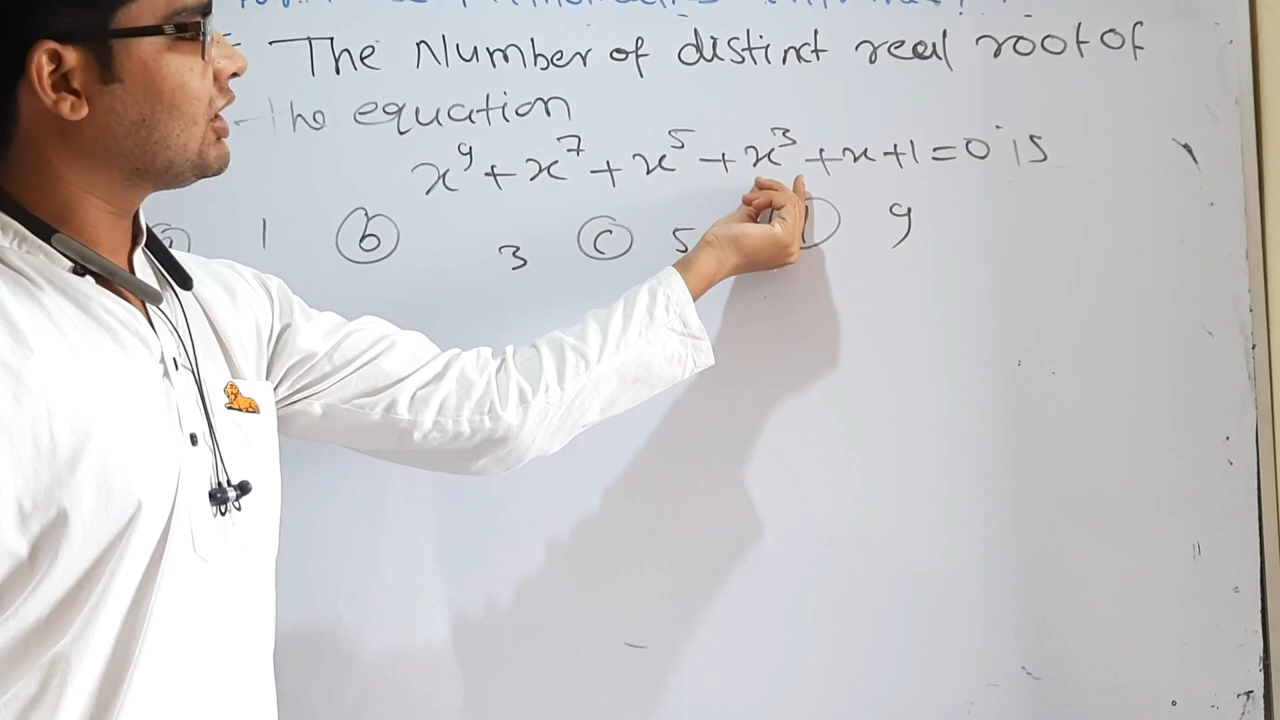 The Number of distinct real root of
the equation
x⁹ + x⁷ + x⁵ + x³ + x + 1 = 0 is
ⓐ 1 ⓑ 3 ⓒ 5 ⓓ 9